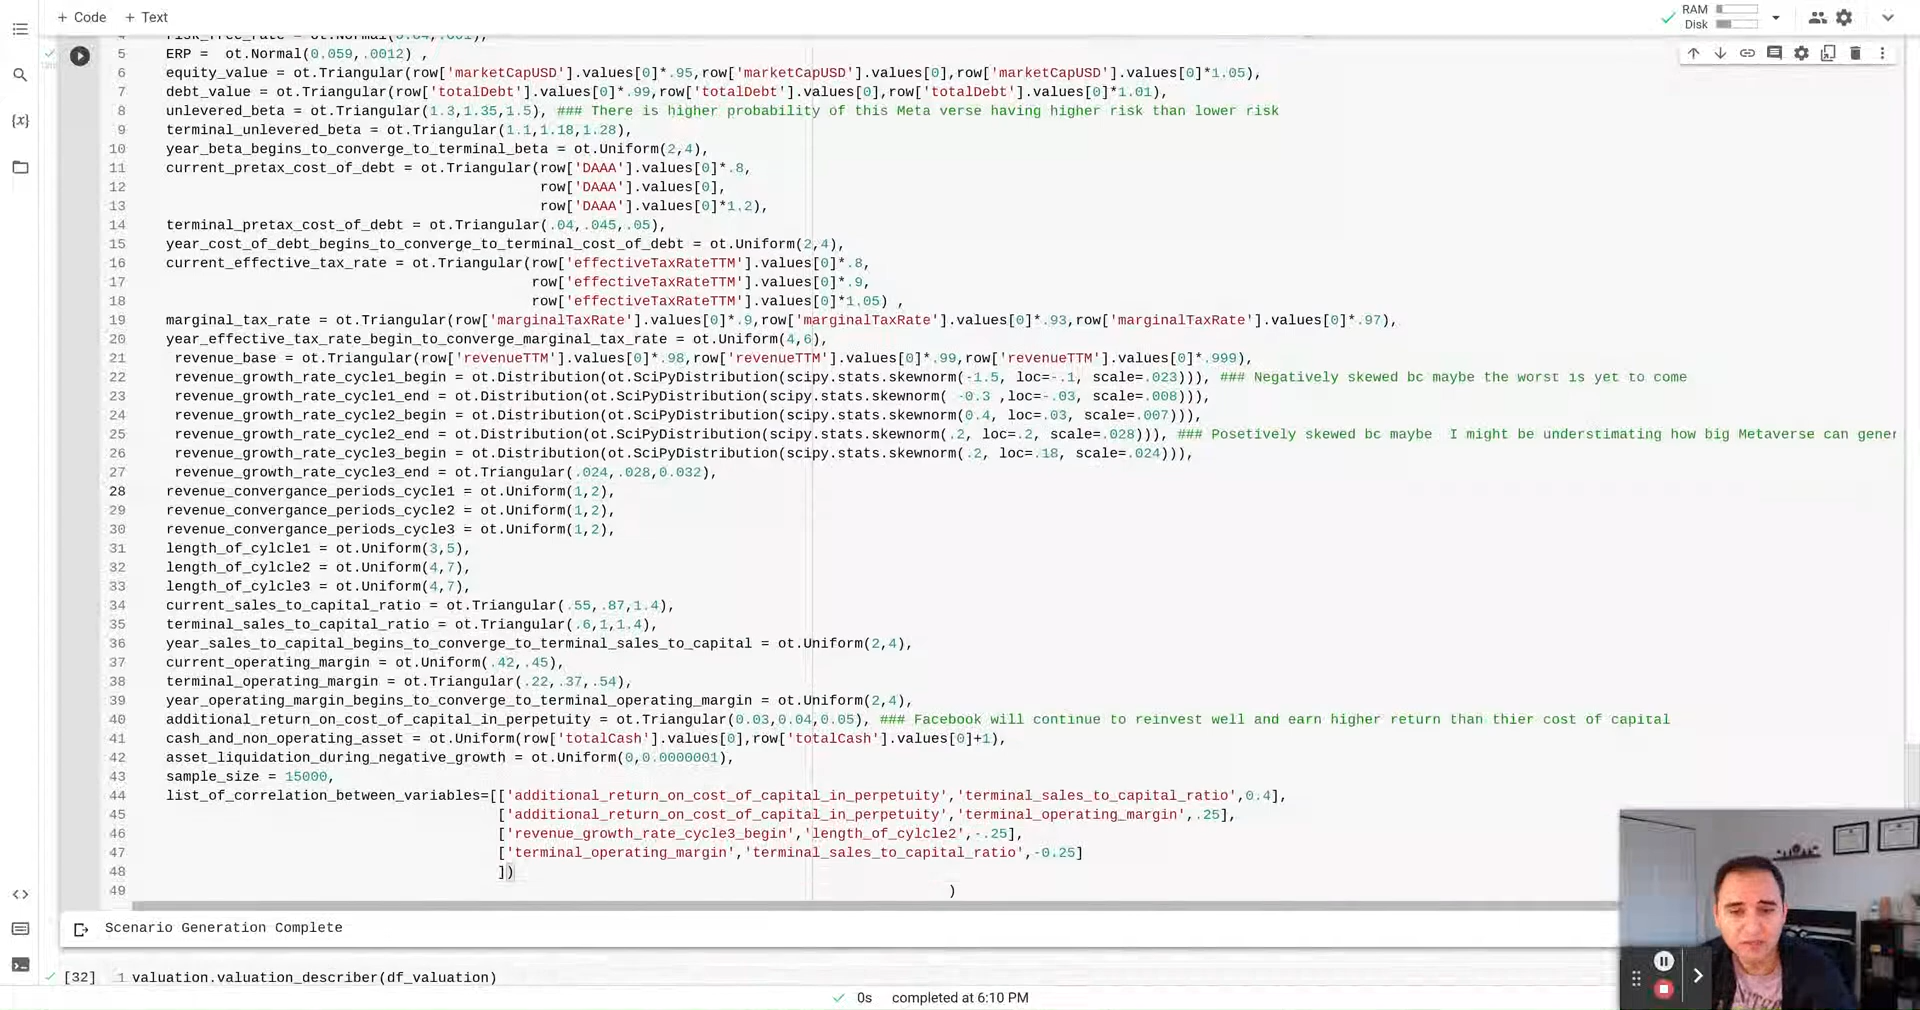 + Code + Text
RAM
Disk
4 risk_free_rate = ot.Normal(0.04,.001),
5 ERP =  ot.Normal(0.059,.0012) ,
6 equity_value = ot.Triangular(row['marketCapUSD'].values[0]*.95,row['marketCapUSD'].values[0],row['marketCapUSD'].values[0]*1.05),
7 debt_value = ot.Triangular(row['totalDebt'].values[0]*.99,row['totalDebt'].values[0],row['totalDebt'].values[0]*1.01),
8 unlevered_beta = ot.Triangular(1.3,1.35,1.5), ### There is higher probability of this Meta verse having higher risk than lower risk
9 terminal_unlevered_beta = ot.Triangular(1.1,1.18,1.28),
10 year_beta_begins_to_converge_to_terminal_beta = ot.Uniform(2,4),
11 current_pretax_cost_of_debt = ot.Triangular(row['DAAA'].values[0]*.8,
12 row['DAAA'].values[0],
13 row['DAAA'].values[0]*1.2),
14 terminal_pretax_cost_of_debt = ot.Triangular(.04,.045,.05),
15 year_cost_of_debt_begins_to_converge_to_terminal_cost_of_debt = ot.Uniform(2,4),
16 current_effective_tax_rate = ot.Triangular(row['effectiveTaxRateTTM'].values[0]*.8,
17 row['effectiveTaxRateTTM'].values[0]*.9,
18 row['effectiveTaxRateTTM'].values[0]*1.05) ,
19 marginal_tax_rate = ot.Triangular(row['marginalTaxRate'].values[0]*.9,row['marginalTaxRate'].values[0]*.93,row['marginalTaxRate'].values[0]*.97),
20 year_effective_tax_rate_begin_to_converge_marginal_tax_rate = ot.Uniform(4,6),
21 revenue_base = ot.Triangular(row['revenueTTM'].values[0]*.98,row['revenueTTM'].values[0]*.99,row['revenueTTM'].values[0]*.999),
22 revenue_growth_rate_cycle1_begin = ot.Distribution(ot.SciPyDistribution(scipy.stats.skewnorm(-1.5, loc=-.1, scale=.023))), ### Negatively skewed bc maybe the worst is yet to come
23 revenue_growth_rate_cycle1_end = ot.Distribution(ot.SciPyDistribution(scipy.stats.skewnorm( -0.3 ,loc=-.03, scale=.008))),
24 revenue_growth_rate_cycle2_begin = ot.Distribution(ot.SciPyDistribution(scipy.stats.skewnorm(0.4, loc=.03, scale=.007))),
25 revenue_growth_rate_cycle2_end = ot.Distribution(ot.SciPyDistribution(scipy.stats.skewnorm(.2, loc=.2, scale=.028))), ### Posetively skewed bc maybe  I might be understimating how big Metaverse can gener
26 revenue_growth_rate_cycle3_begin = ot.Distribution(ot.SciPyDistribution(scipy.stats.skewnorm(.2, loc=.18, scale=.024))),
27 revenue_growth_rate_cycle3_end = ot.Triangular(.024,.028,0.032),
28 revenue_convergance_periods_cycle1 = ot.Uniform(1,2),
29 revenue_convergance_periods_cycle2 = ot.Uniform(1,2),
30 revenue_convergance_periods_cycle3 = ot.Uniform(1,2),
31 length_of_cylcle1 = ot.Uniform(3,5),
32 length_of_cylcle2 = ot.Uniform(4,7),
33 length_of_cylcle3 = ot.Uniform(4,7),
34 current_sales_to_capital_ratio = ot.Triangular(.55,.87,1.4),
35 terminal_sales_to_capital_ratio = ot.Triangular(.6,1,1.4),
36 year_sales_to_capital_begins_to_converge_to_terminal_sales_to_capital = ot.Uniform(2,4),
37 current_operating_margin = ot.Uniform(.42,.45),
38 terminal_operating_margin = ot.Triangular(.22,.37,.54),
39 year_operating_margin_begins_to_converge_to_terminal_operating_margin = ot.Uniform(2,4),
40 additional_return_on_cost_of_capital_in_perpetuity = ot.Triangular(0.03,0.04,0.05), ### Facebook will continue to reinvest well and earn higher return than thier cost of capital
41 cash_and_non_operating_asset = ot.Uniform(row['totalCash'].values[0],row['totalCash'].values[0]+1),
42 asset_liquidation_during_negative_growth = ot.Uniform(0,0.0000001),
43 sample_size = 15000,
44 list_of_correlation_between_variables=[['additional_return_on_cost_of_capital_in_perpetuity','terminal_sales_to_capital_ratio',0.4],
45 ['additional_return_on_cost_of_capital_in_perpetuity','terminal_operating_margin',.25],
46 ['revenue_growth_rate_cycle3_begin','length_of_cylcle2',-.25],
47 ['terminal_operating_margin','terminal_sales_to_capital_ratio',-0.25]
48 ])
49 )
Scenario Generation Complete
[32] 1 valuation.valuation_describer(df_valuation)
0s completed at 6:10 PM